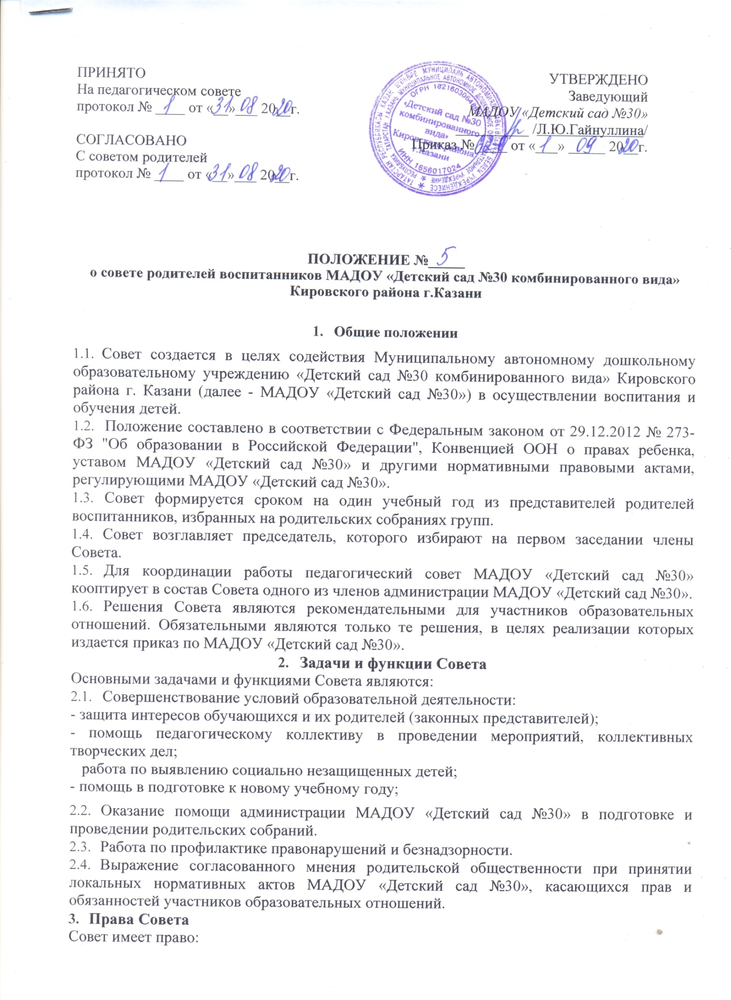 ПРИНЯТО
На педагогическом совете
протокол № 1 от «31» 08 2020г.
СОГЛАСОВАНО
С советом родителей
протокол № 1 от «31» 08 2020г.
УТВЕРЖДЕНО
Заведующий
МАДОУ «Детский сад №30»
/Л.Ю.Гайнуллина/
Приказ № от «1» 09 2020г.
«Детский сад №30
комбинированного
вида»
Кировского района
г.Казани
ИНН 1656017024
ПОЛОЖЕНИЕ № 5
о совете родителей воспитанников МАДОУ «Детский сад №30 комбинированного вида»
Кировского района г.Казани
1. Общие положении
1.1. Совет создается в целях содействия Муниципальному автономному дошкольному
образовательному учреждению «Детский сад №30 комбинированного вида» Кировского
района г. Казани (далее - МАДОУ «Детский сад №30») в осуществлении воспитания и
обучения детей.
1.2. Положение составлено в соответствии с Федеральным законом от 29.12.2012 № 273-
ФЗ "Об образовании в Российской Федерации", Конвенцией ООН о правах ребенка,
уставом МАДОУ «Детский сад №30» и другими нормативными правовыми актами,
регулирующими МАДОУ «Детский сад №30».
1.3. Совет формируется сроком на один учебный год из представителей родителей
воспитанников, избранных на родительских собраниях групп.
1.4. Совет возглавляет председатель, которого избирают на первом заседании члены
Совета.
1.5. Для координации работы педагогический совет МАДОУ «Детский сад №30»
кооптирует в состав Совета одного из членов администрации МАДОУ «Детский сад №30».
1.6. Решения Совета являются рекомендательными для участников образовательных
отношений. Обязательными являются только те решения, в целях реализации которых
издается приказ по МАДОУ «Детский сад №30».
2. Задачи и функции Совета
Основными задачами и функциями Совета являются:
2.1. Совершенствование условий образовательной деятельности:
- защита интересов обучающихся и их родителей (законных представителей);
- помощь педагогическому коллективу в проведении мероприятий, коллективных
творческих дел;
работа по выявлению социально незащищенных детей;
- помощь в подготовке к новому учебному году;
2.2. Оказание помощи администрации МАДОУ «Детский сад №30» в подготовке и
проведении родительских собраний.
2.3. Работа по профилактике правонарушений и безнадзорности.
2.4. Выражение согласованного мнения родительской общественности при принятии
локальных нормативных актов МАДОУ «Детский сад №30», касающихся прав и
обязанностей участников образовательных отношений.
3. Права Совета
Совет имеет право: